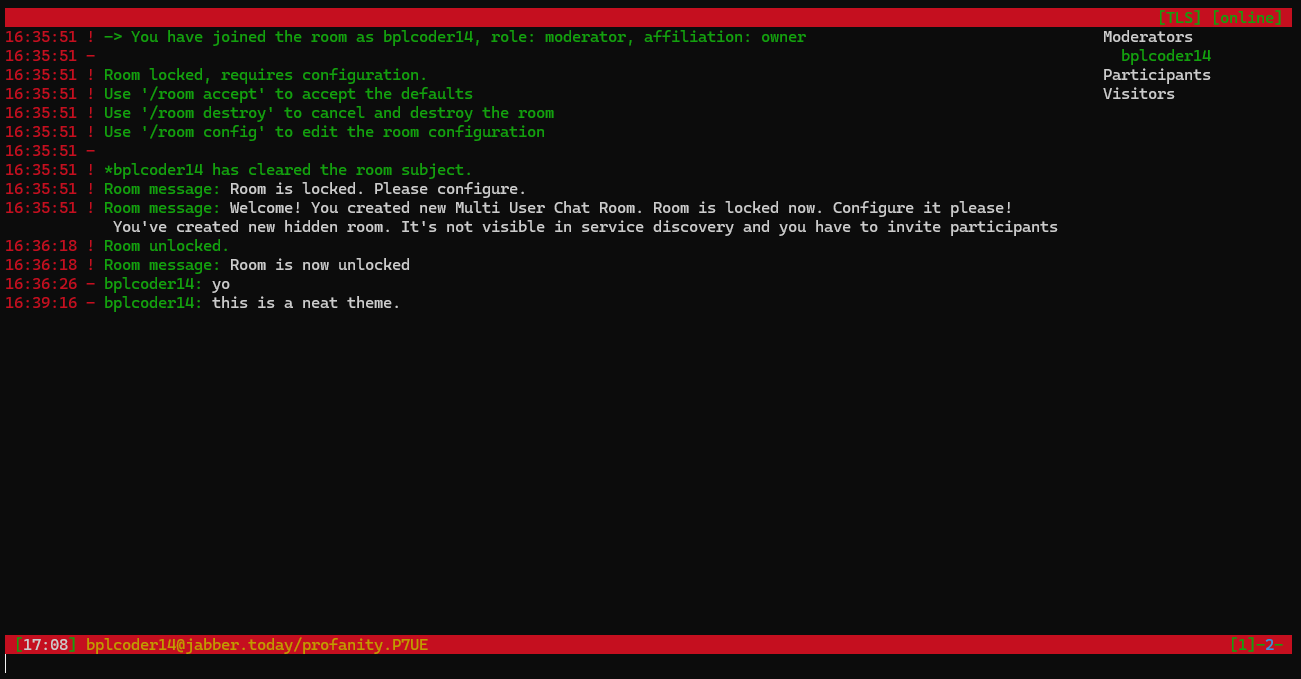 [TLS] [online]
16:35:51 ! -> You have joined the room as bplcoder14, role: moderator, affiliation: owner
Moderators
16:35:51 -
bplcoder14
16:35:51 ! Room locked, requires configuration.
Participants
16:35:51 ! Use '/room accept' to accept the defaults
Visitors
16:35:51 ! Use '/room destroy' to cancel and destroy the room
16:35:51 ! Use '/room config' to edit the room configuration
16:35:51 -
16:35:51 ! *bplcoder14 has cleared the room subject.
16:35:51 ! Room message: Room is locked. Please configure.
16:35:51 ! Room message: Welcome! You created new Multi User Chat Room. Room is locked now. Configure it please!
You've created new hidden room. It's not visible in service discovery and you have to invite participants
16:36:18 ! Room unlocked.
16:36:18 ! Room message: Room is now unlocked
16:36:26 - bplcoder14: yo
16:39:16 - bplcoder14: this is a neat theme.
[17:08] bplcoder14@jabber.today/profanity.P7UE
[1]-2-